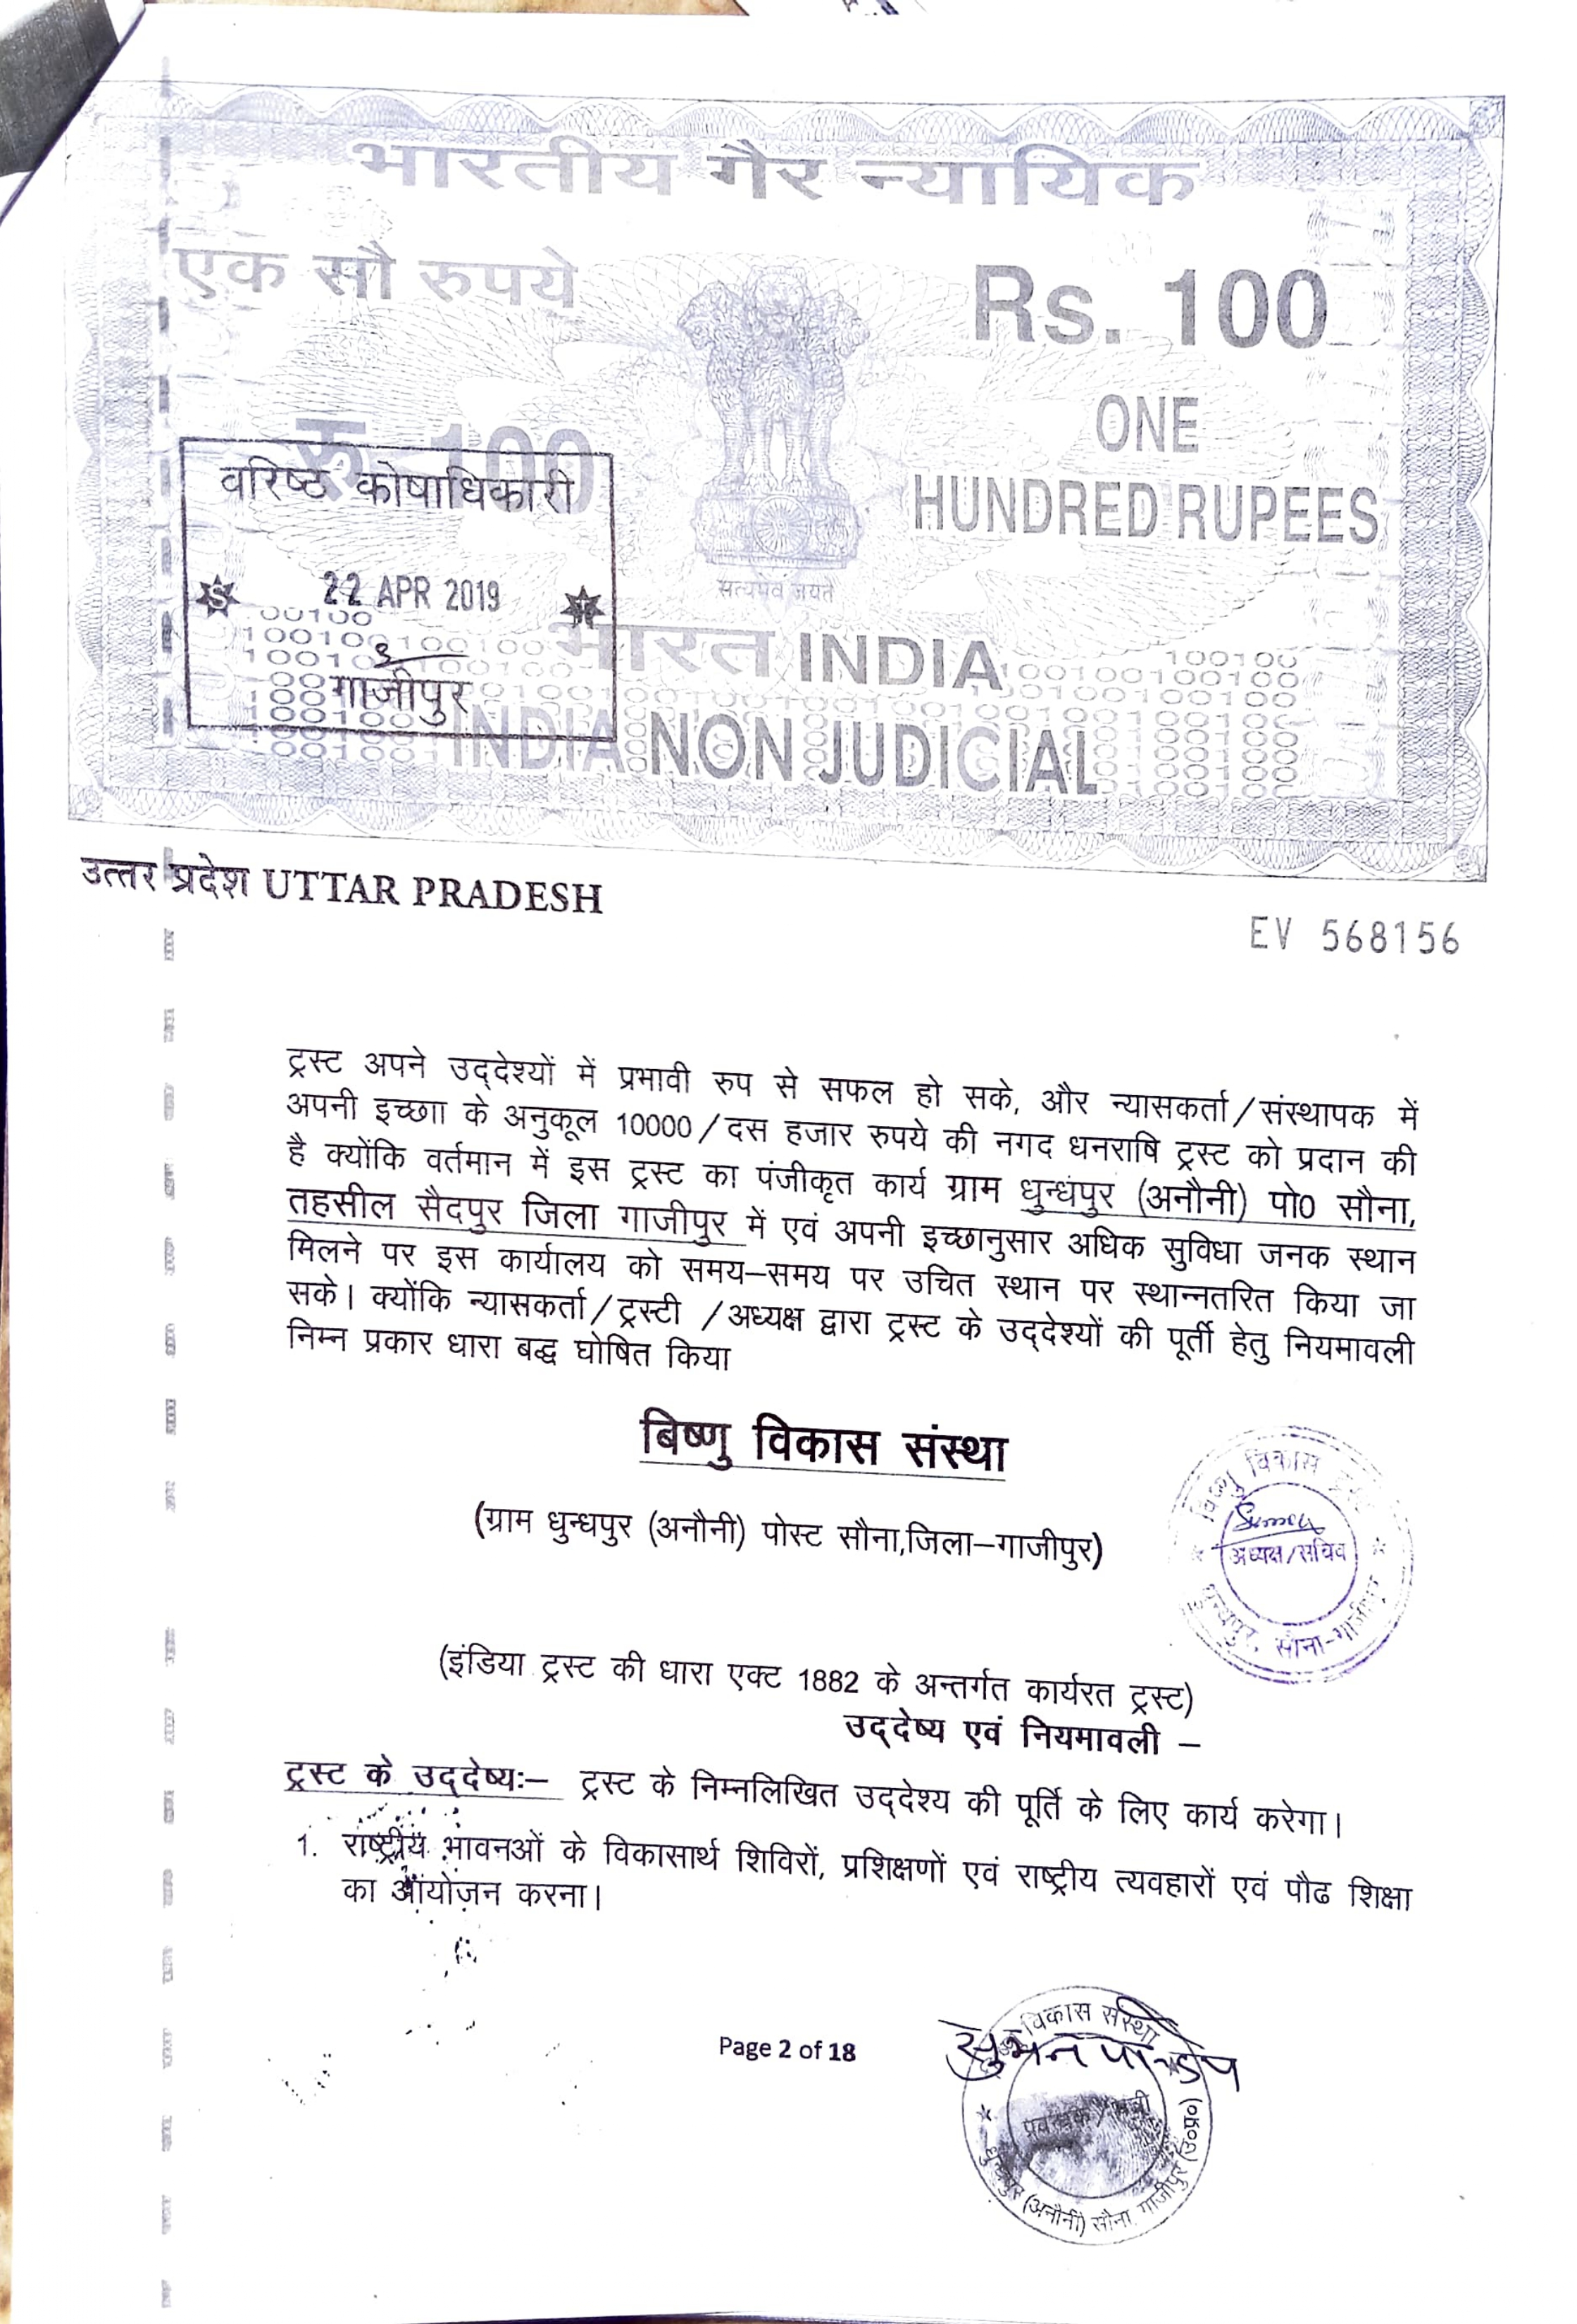 भारतीय गैर न्यायिक
एक सौ रुपये
Rs. 100
रु. 100
ONE
HUNDRED RUPEES
वरिष्ठ कोषाधिकारी
22 APR 2019
गाजीपुर
सत्यमेव जयते
भारत INDIA
INDIA NON JUDICIAL
उत्तर प्रदेश UTTAR PRADESH
EV 568156
ट्रस्ट अपने उद्देश्यों में प्रभावी रुप से सफल हो सके, और न्यासकर्ता/संस्थापक में
अपनी इच्छाा के अनुकूल 10000/दस हजार रुपये की नगद धनराषि ट्रस्ट को प्रदान की
है क्योंकि वर्तमान में इस ट्रस्ट का पंजीकृत कार्य ग्राम धुन्धपुर (अनौनी) पो0 सौना,
तहसील सैदपुर जिला गाजीपुर में एवं अपनी इच्छानुसार अधिक सुविधा जनक स्थान
मिलने पर इस कार्यालय को समय–समय पर उचित स्थान पर स्थान्नतरित किया जा
सके। क्योंकि न्यासकर्ता/ट्रस्टी /अध्यक्ष द्वारा ट्रस्ट के उद्देश्यों की पूर्ती हेतु नियमावली
निम्न प्रकार धारा बद्ध घोषित किया
बिष्णु विकास संस्था
(ग्राम धुन्धपुर (अनौनी) पोस्ट सौना,जिला–गाजीपुर)
विष्णु विकास
अध्यक्ष/सचिव
धुन्धपुर, सौना-गाजीपुर
(इंडिया ट्रस्ट की धारा एक्ट 1882 के अन्तर्गत कार्यरत ट्रस्ट)
उद्देष्य एवं नियमावली –
ट्रस्ट के उद्देष्यः– ट्रस्ट के निम्नलिखित उद्देश्य की पूर्ति के लिए कार्य करेगा।
1. राष्ट्रीय भावनओं के विकासार्थ शिविरों, प्रशिक्षणों एवं राष्ट्रीय त्यवहारों एवं पौढ शिक्षा
का आयोजन करना।
Page 2 of 18
विकास संस्था
सुमन पाण्डेय
धुन्धपुर (अनौनी) सौना, गाजीपुर (उ०प्र०)